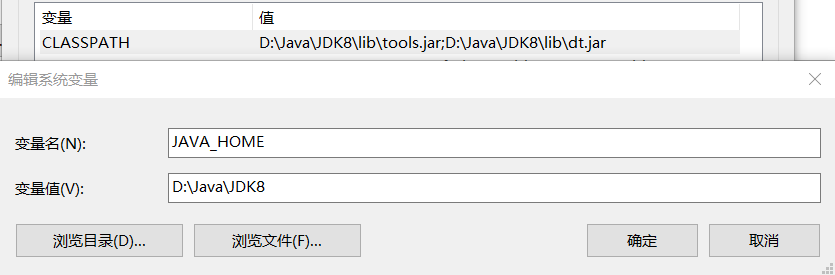 变量 值
CLASSPATH D:\Java\JDK8\lib\tools.jar;D:\Java\JDK8\lib\dt.jar
编辑系统变量
变量名(N): JAVA_HOME
变量值(V): D:\Java\JDK8
浏览目录(D)... 浏览文件(F)... 确定 取消